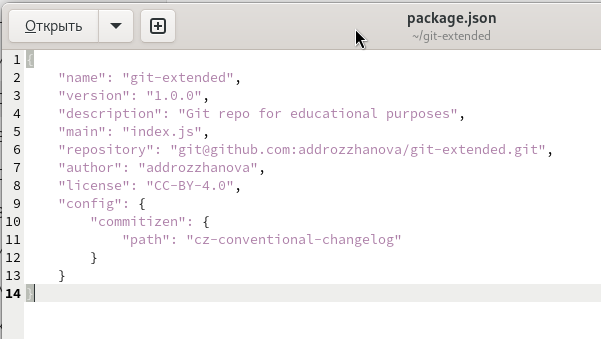 Открыть
package.json
~/git-extended
1 {
2     "name": "git-extended",
3     "version": "1.0.0",
4     "description": "Git repo for educational purposes",
5     "main": "index.js",
6     "repository": "git@github.com:addrozzhanova/git-extended.git",
7     "author": "addrozzhanova",
8     "license": "CC-BY-4.0",
9     "config": {
10         "commitizen": {
11             "path": "cz-conventional-changelog"
12         }
13     }
14 }